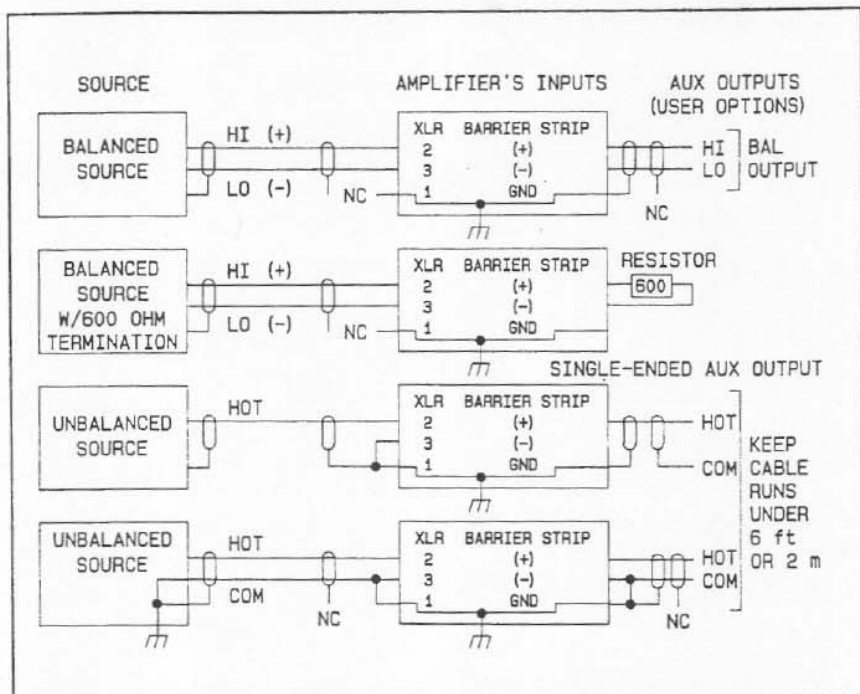 SOURCE
AMPLIFIER'S INPUTS
AUX OUTPUTS
(USER OPTIONS)
BALANCED
SOURCE
HI (+)
LO (-)
NC
XLR BARRIER STRIP
2 (+)
3 (-)
1 GND
HI
LO
BAL
OUTPUT
NC
BALANCED
SOURCE
W/600 OHM
TERMINATION
HI (+)
LO (-)
NC
XLR BARRIER STRIP
2 (+)
3 (-)
1 GND
RESISTOR
600
SINGLE-ENDED AUX OUTPUT
UNBALANCED
SOURCE
HOT
XLR BARRIER STRIP
2 (+)
3 (-)
1 GND
HOT
COM
KEEP
CABLE
RUNS
UNDER
6 ft
OR 2 m
UNBALANCED
SOURCE
HOT
COM
NC
XLR BARRIER STRIP
2 (+)
3 (-)
1 GND
HOT
COM
NC